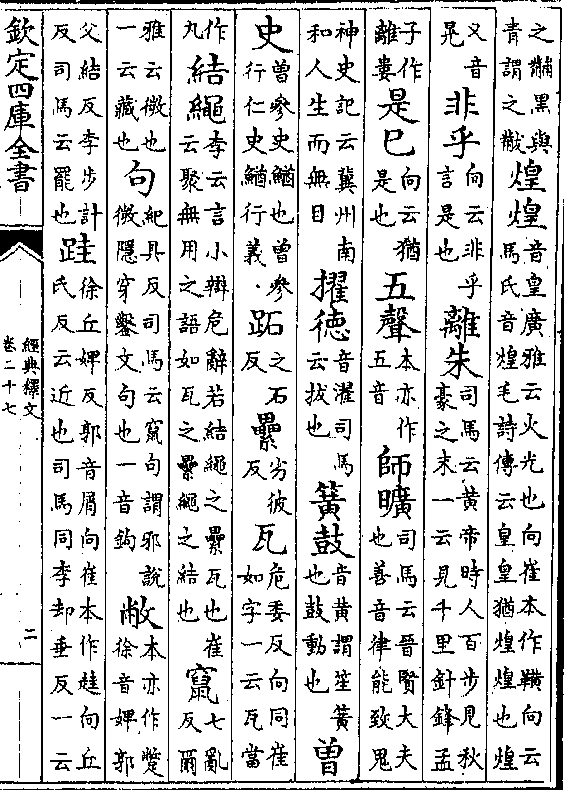 之黼黑與青謂之黻煌煌音皇廣雅云火光也向崔本作向云馬氏音煌毛詩傳云皇皇猶煌煌也煌
又音晃非乎向云非乎言是也離朱司馬云黃帝時人百步見秋豪之末一云見千里針鋒孟
子作離婁是已向云猶是也五聲本亦作五音師曠司馬云晉賢大夫也善音律能致鬼
神史記云冀州南和人生而無目擢德音濯司馬云拔也簧鼓音黃謂笙簧也鼓動也曾
史曾參史鰌也曾參行仁史鰌行義跖之石反纍劣彼反瓦危委反向同崔如字一云瓦當
作丸結繩李云言小辯危辭若結繩之纍瓦也崔云聚無用之語如瓦之纍繩之結也竄七亂反爾
雅云微也一云藏也句紀具反司馬云竄句謂邪說微隱穿鑿文句也一音鉤敝本亦作蹩徐音婢郭
父結反李步計反司馬云罷也跬徐丘婢反郭音屑向崔本作娃向丘氏反云近也司馬同李却垂反一云
欽定四庫全書
經典釋文
卷二十七
二